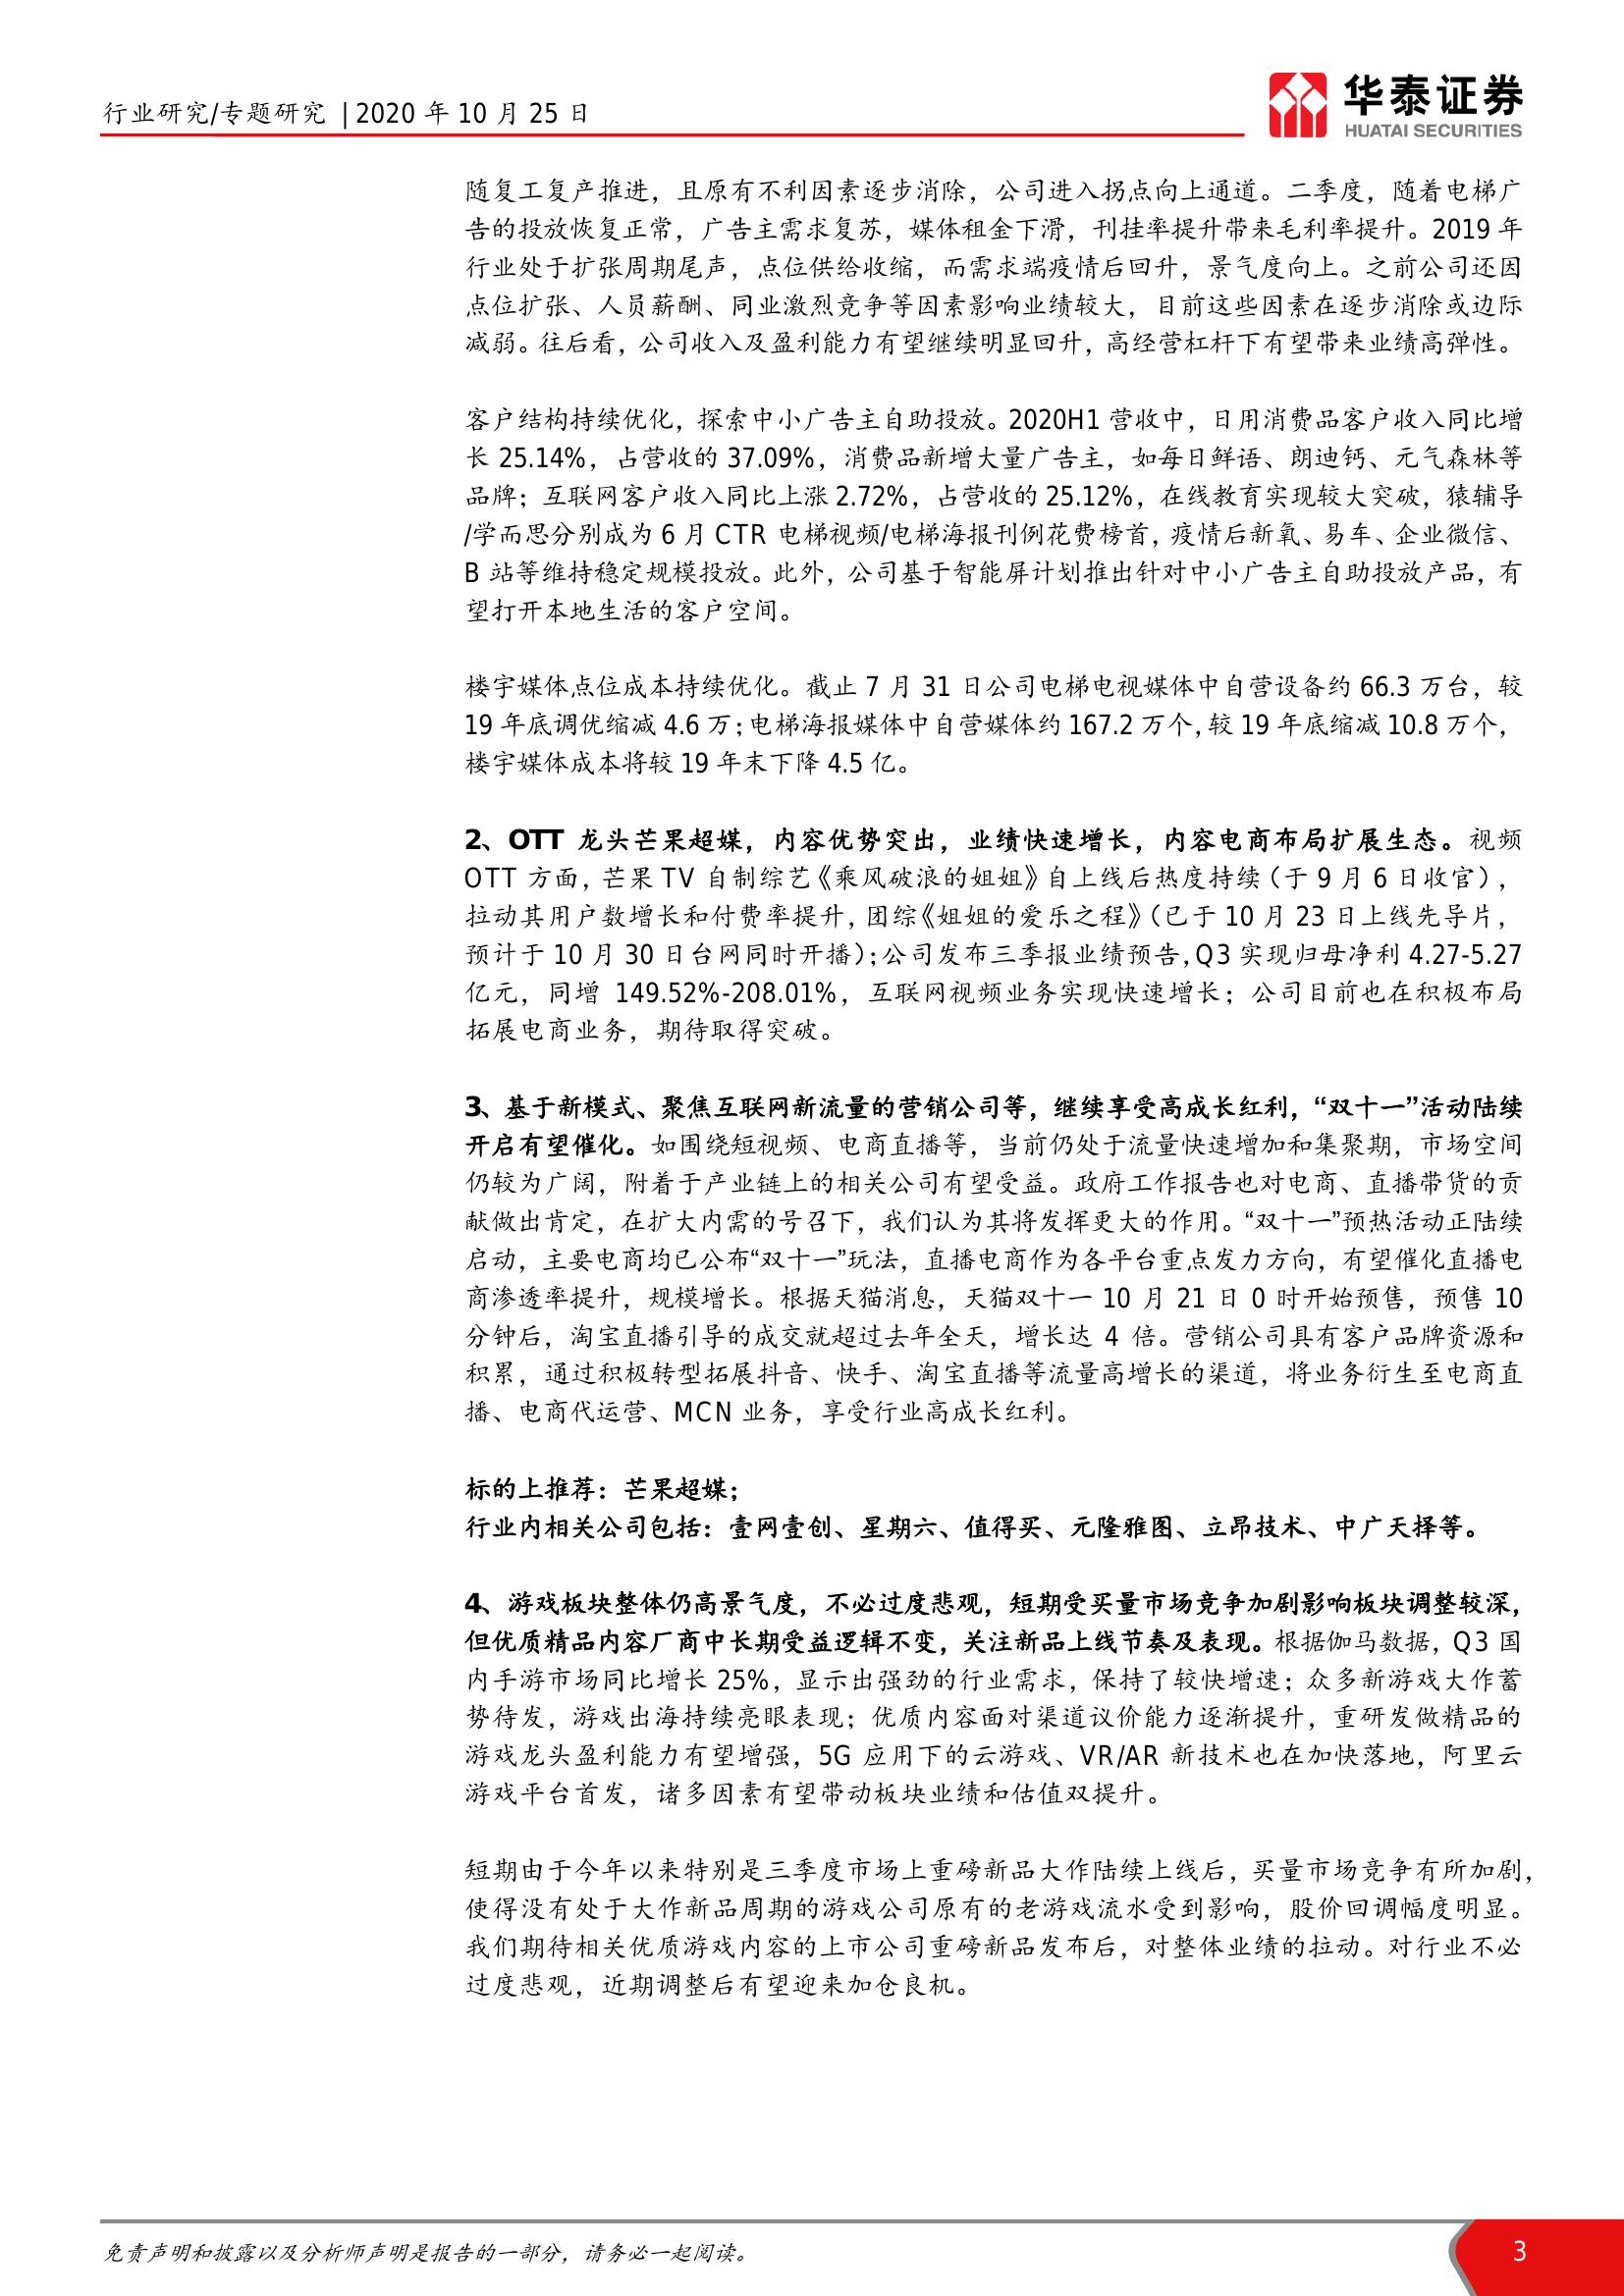 行业研究/专题研究 | 2020 年 10 月 25 日
华泰证券
HUATAI SECURITIES
随复工复产推进，且原有不利因素逐步消除，公司进入拐点向上通道。二季度，随着电梯广
告的投放恢复正常，广告主需求复苏，媒体租金下滑，刊挂率提升带来毛利率提升。2019 年
行业处于扩张周期尾声，点位供给收缩，而需求端疫情后回升，景气度向上。之前公司还因
点位扩张、人员薪酬、同业激烈竞争等因素影响业绩较大，目前这些因素在逐步消除或边际
减弱。往后看，公司收入及盈利能力有望继续明显回升，高经营杠杆下有望带来业绩高弹性。
客户结构持续优化，探索中小广告主自助投放。2020H1 营收中，日用消费品客户收入同比增
长 25.14%，占营收的 37.09%，消费品新增大量广告主，如每日鲜语、朗迪钙、元气森林等
品牌；互联网客户收入同比上涨 2.72%，占营收的 25.12%，在线教育实现较大突破，猿辅导
/学而思分别成为 6 月 CTR 电梯视频/电梯海报刊例花费榜首，疫情后新氧、易车、企业微信、
B 站等维持稳定规模投放。此外，公司基于智能屏计划推出针对中小广告主自助投放产品，有
望打开本地生活的客户空间。
楼宇媒体点位成本持续优化。截止 7 月 31 日公司电梯电视媒体中自营设备约 66.3 万台，较
19 年底调优缩减 4.6 万；电梯海报媒体中自营媒体约 167.2 万个，较 19 年底缩减 10.8 万个，
楼宇媒体成本将较 19 年末下降 4.5 亿。
2、OTT 龙头芒果超媒，内容优势突出，业绩快速增长，内容电商布局扩展生态。视频
OTT 方面，芒果 TV 自制综艺《乘风破浪的姐姐》自上线后热度持续（于 9 月 6 日收官），
拉动其用户数增长和付费率提升，团综《姐姐的爱乐之程》（已于 10 月 23 日上线先导片，
预计于 10 月 30 日台网同时开播）；公司发布三季报业绩预告，Q3 实现归母净利 4.27-5.27
亿元，同增 149.52%-208.01%，互联网视频业务实现快速增长；公司目前也在积极布局
拓展电商业务，期待取得突破。
3、基于新模式、聚焦互联网新流量的营销公司等，继续享受高成长红利，“双十一”活动陆续
开启有望催化。如围绕短视频、电商直播等，当前仍处于流量快速增加和集聚期，市场空间
仍较为广阔，附着于产业链上的相关公司有望受益。政府工作报告也对电商、直播带货的贡
献做出肯定，在扩大内需的号召下，我们认为其将发挥更大的作用。“双十一”预热活动正陆续
启动，主要电商均已公布“双十一”玩法，直播电商作为各平台重点发力方向，有望催化直播电
商渗透率提升，规模增长。根据天猫消息，天猫双十一 10 月 21 日 0 时开始预售，预售 10
分钟后，淘宝直播引导的成交就超过去年全天，增长达 4 倍。营销公司具有客户品牌资源和
积累，通过积极转型拓展抖音、快手、淘宝直播等流量高增长的渠道，将业务衍生至电商直
播、电商代运营、MCN 业务，享受行业高成长红利。
标的上推荐：芒果超媒；
行业内相关公司包括：壹网壹创、星期六、值得买、元隆雅图、立昂技术、中广天择等。
4、游戏板块整体仍高景气度，不必过度悲观，短期受买量市场竞争加剧影响板块调整较深，
但优质精品内容厂商中长期受益逻辑不变，关注新品上线节奏及表现。根据伽马数据，Q3 国
内手游市场同比增长 25%，显示出强劲的行业需求，保持了较快增速；众多新游戏大作蓄
势待发，游戏出海持续亮眼表现；优质内容面对渠道议价能力逐渐提升，重研发做精品的
游戏龙头盈利能力有望增强，5G 应用下的云游戏、VR/AR 新技术也在加快落地，阿里云
游戏平台首发，诸多因素有望带动板块业绩和估值双提升。
短期由于今年以来特别是三季度市场上重磅新品大作陆续上线后，买量市场竞争有所加剧，
使得没有处于大作新品周期的游戏公司原有的老游戏流水受到影响，股价回调幅度明显。
我们期待相关优质游戏内容的上市公司重磅新品发布后，对整体业绩的拉动。对行业不必
过度悲观，近期调整后有望迎来加仓良机。
免责声明和披露以及分析师声明是报告的一部分，请务必一起阅读。
3